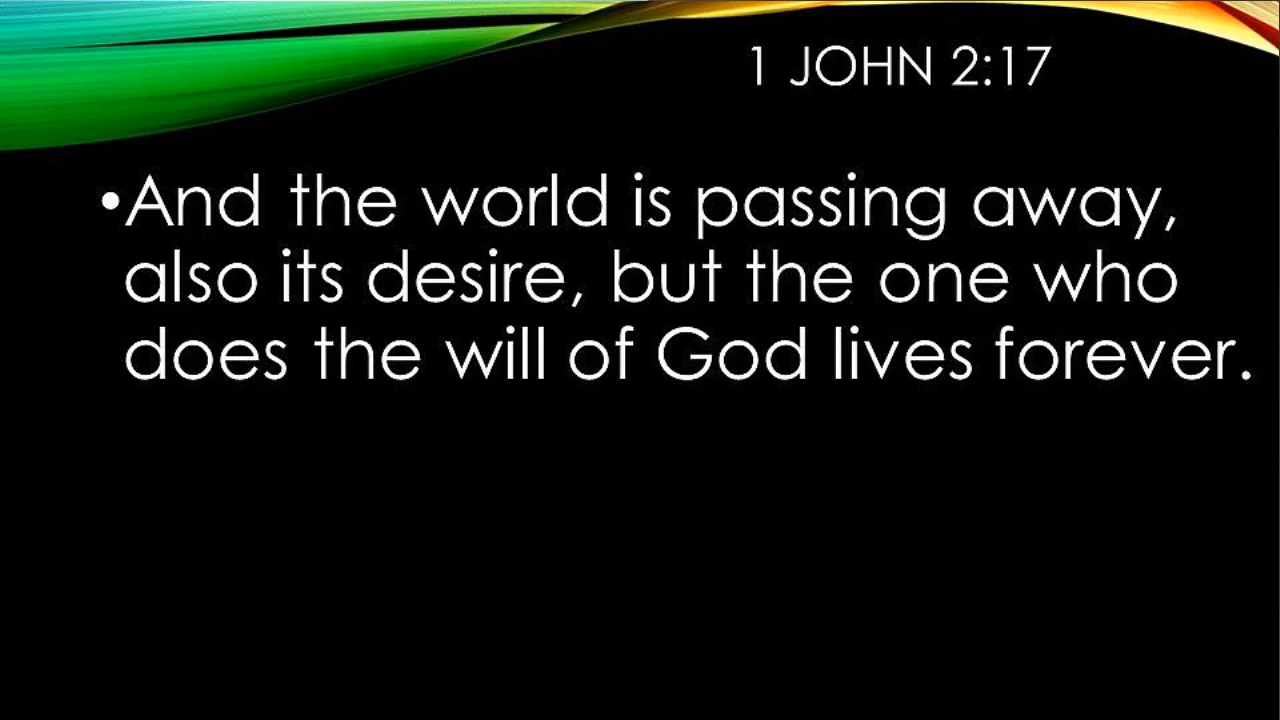 1 JOHN 2:17
•And the world is passing away,
also its desire, but the one who
does the will of God lives forever.